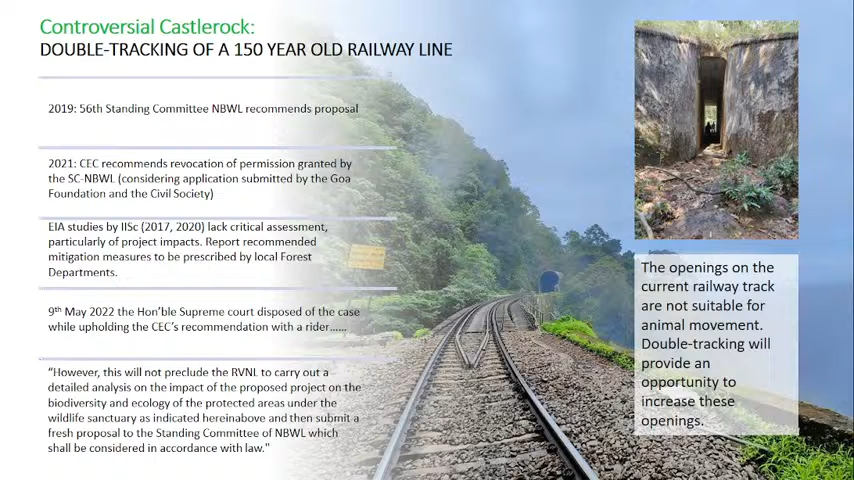 Controversial Castlerock:
DOUBLE-TRACKING OF A 150 YEAR OLD RAILWAY LINE
2019: 56th Standing Committee NBWL recommends proposal
2021: CEC recommends revocation of permission granted by
the SC-NBWL (considering application submitted by the Goa
Foundation and the Civil Society)
EIA studies by IISc (2017, 2020) lack critical assessment,
particularly of project impacts. Report recommended
mitigation measures to be prescribed by local Forest
Departments.
9th May 2022 the Hon'ble Supreme court disposed of the case
while upholding the CEC's recommendation with a rider......
“However, this will not preclude the RVNL to carry out a
detailed analysis on the impact of the proposed project on the
biodiversity and ecology of the protected areas under the
wildlife sanctuary as indicated hereinabove and then submit a
fresh proposal to the Standing Committee of NBWL which
shall be considered in accordance with law."
The openings on the
current railway track
are not suitable for
animal movement.
Double-tracking will
provide an
opportunity to
increase these
openings.